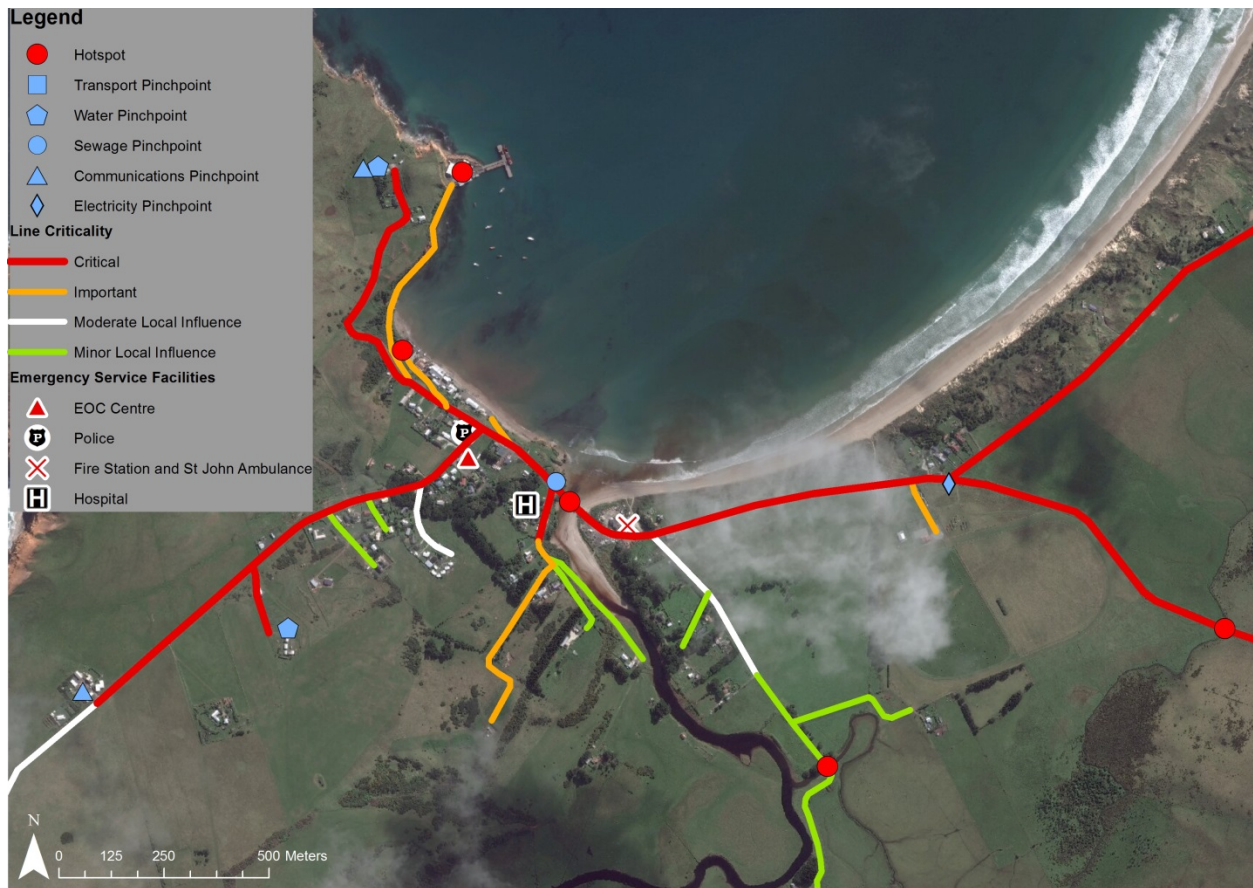 Legend
Hotspot
Transport Pinchpoint
Water Pinchpoint
Sewage Pinchpoint
Communications Pinchpoint
Electricity Pinchpoint
Line Criticality
Critical
Important
Moderate Local Influence
Minor Local Influence
Emergency Service Facilities
EOC Centre
P
Police
P
Fire Station and St John Ambulance
H
Hospital
H
N
0 125 250 500 Meters